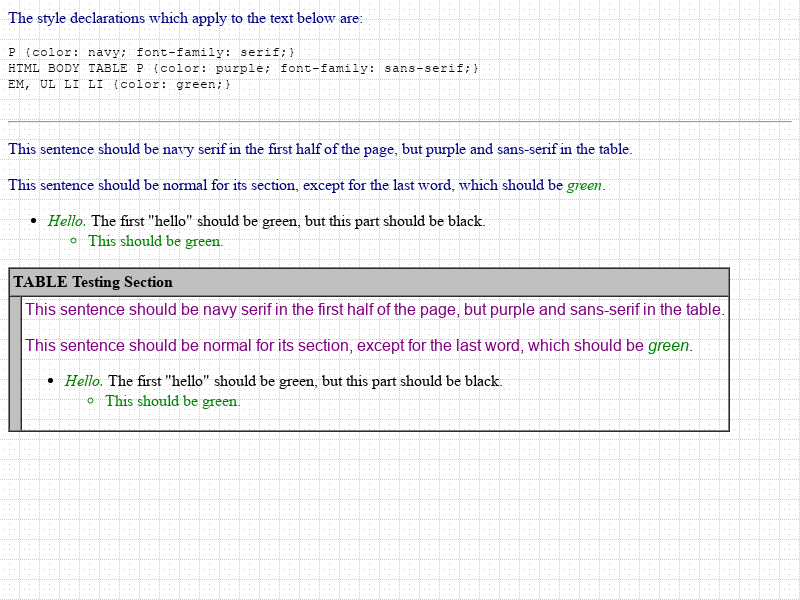 The style declarations which apply to the text below are:
P {color: navy; font-family: serif;}
HTML BODY TABLE P {color: purple; font-family: sans-serif;}
EM, UL LI LI {color: green;}
This sentence should be navy serif in the first half of the page, but purple and sans-serif in the table.
This sentence should be normal for its section, except for the last word, which should be green.
Hello. The first "hello" should be green, but this part should be black.
This should be green.
TABLE Testing Section
This sentence should be navy serif in the first half of the page, but purple and sans-serif in the table.
This sentence should be normal for its section, except for the last word, which should be green.
Hello. The first "hello" should be green, but this part should be black.
This should be green.